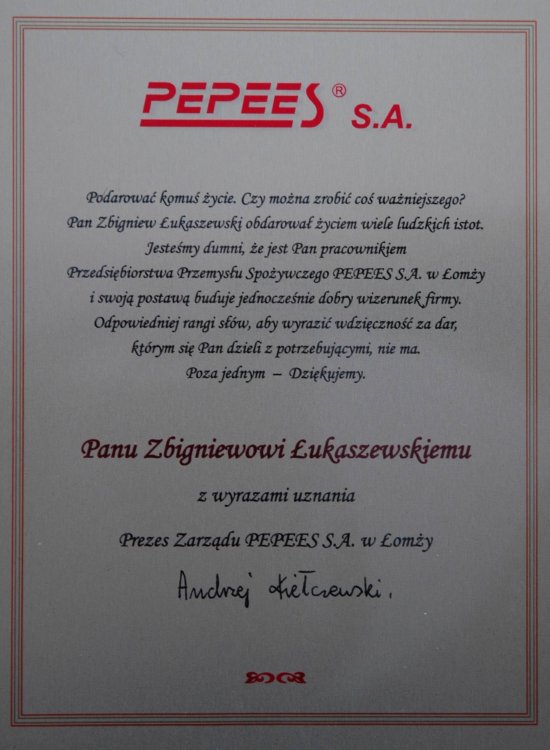 PEPEES® S.A.
Podarować komuś życie. Czy można zrobić coś ważniejszego?
Pan Zbigniew Łukaszewski obdarował życiem wiele ludzkich istot.
Jesteśmy dumni, że jest Pan pracownikiem
Przedsiębiorstwa Przemysłu Spożywczego PEPEES S.A. w Łomży
i swoją postawą buduje jednocześnie dobry wizerunek firmy.
Odpowiedniej rangi słów, aby wyrazić wdzięczność za dar,
którym się Pan dzieli z potrzebującymi, nie ma.
Poza jednym – Dziękujemy.
Panu Zbigniewowi Łukaszewskiemu
z wyrazami uznania
Prezes Zarządu PEPEES S.A. w Łomży
Andrzej Kiełczewski.